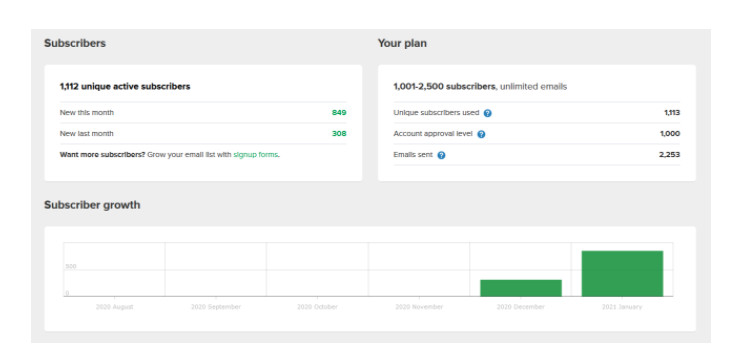 Subscribers
Your plan
1,112 unique active subscribers
New this month 849
New last month 308
Want more subscribers? Grow your email list with signup forms.
1,001-2,500 subscribers, unlimited emails
Unique subscribers used ? 1,113
Account approval level ? 1,000
Emails sent ? 2,253
Subscriber growth
500
0
2020 August 2020 September 2020 October 2020 November 2020 December 2021 January